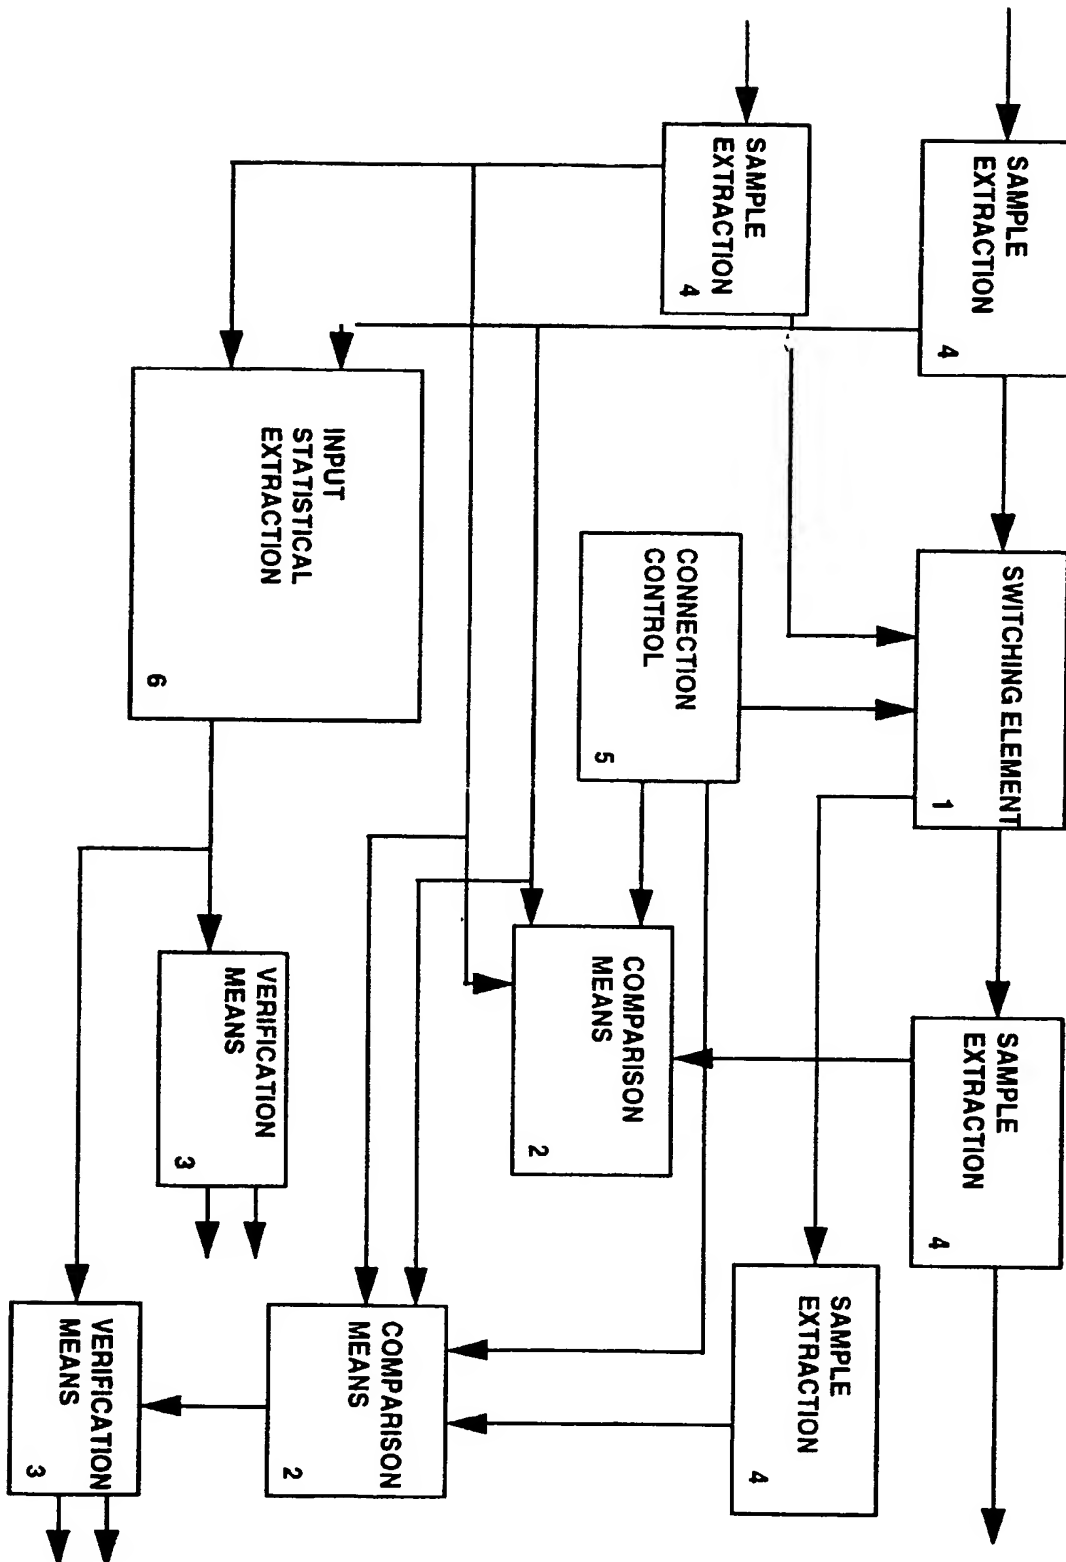 SAMPLE
EXTRACTION
4
SWITCHING ELEMENT
1
SAMPLE
EXTRACTION
4
SAMPLE
EXTRACTION
4
CONNECTION
CONTROL
5
SAMPLE
EXTRACTION
4
COMPARISON
MEANS
2
INPUT
STATISTICAL
EXTRACTION
6
COMPARISON
MEANS
2
VERIFICATION
MEANS
3
VERIFICATION
MEANS
3